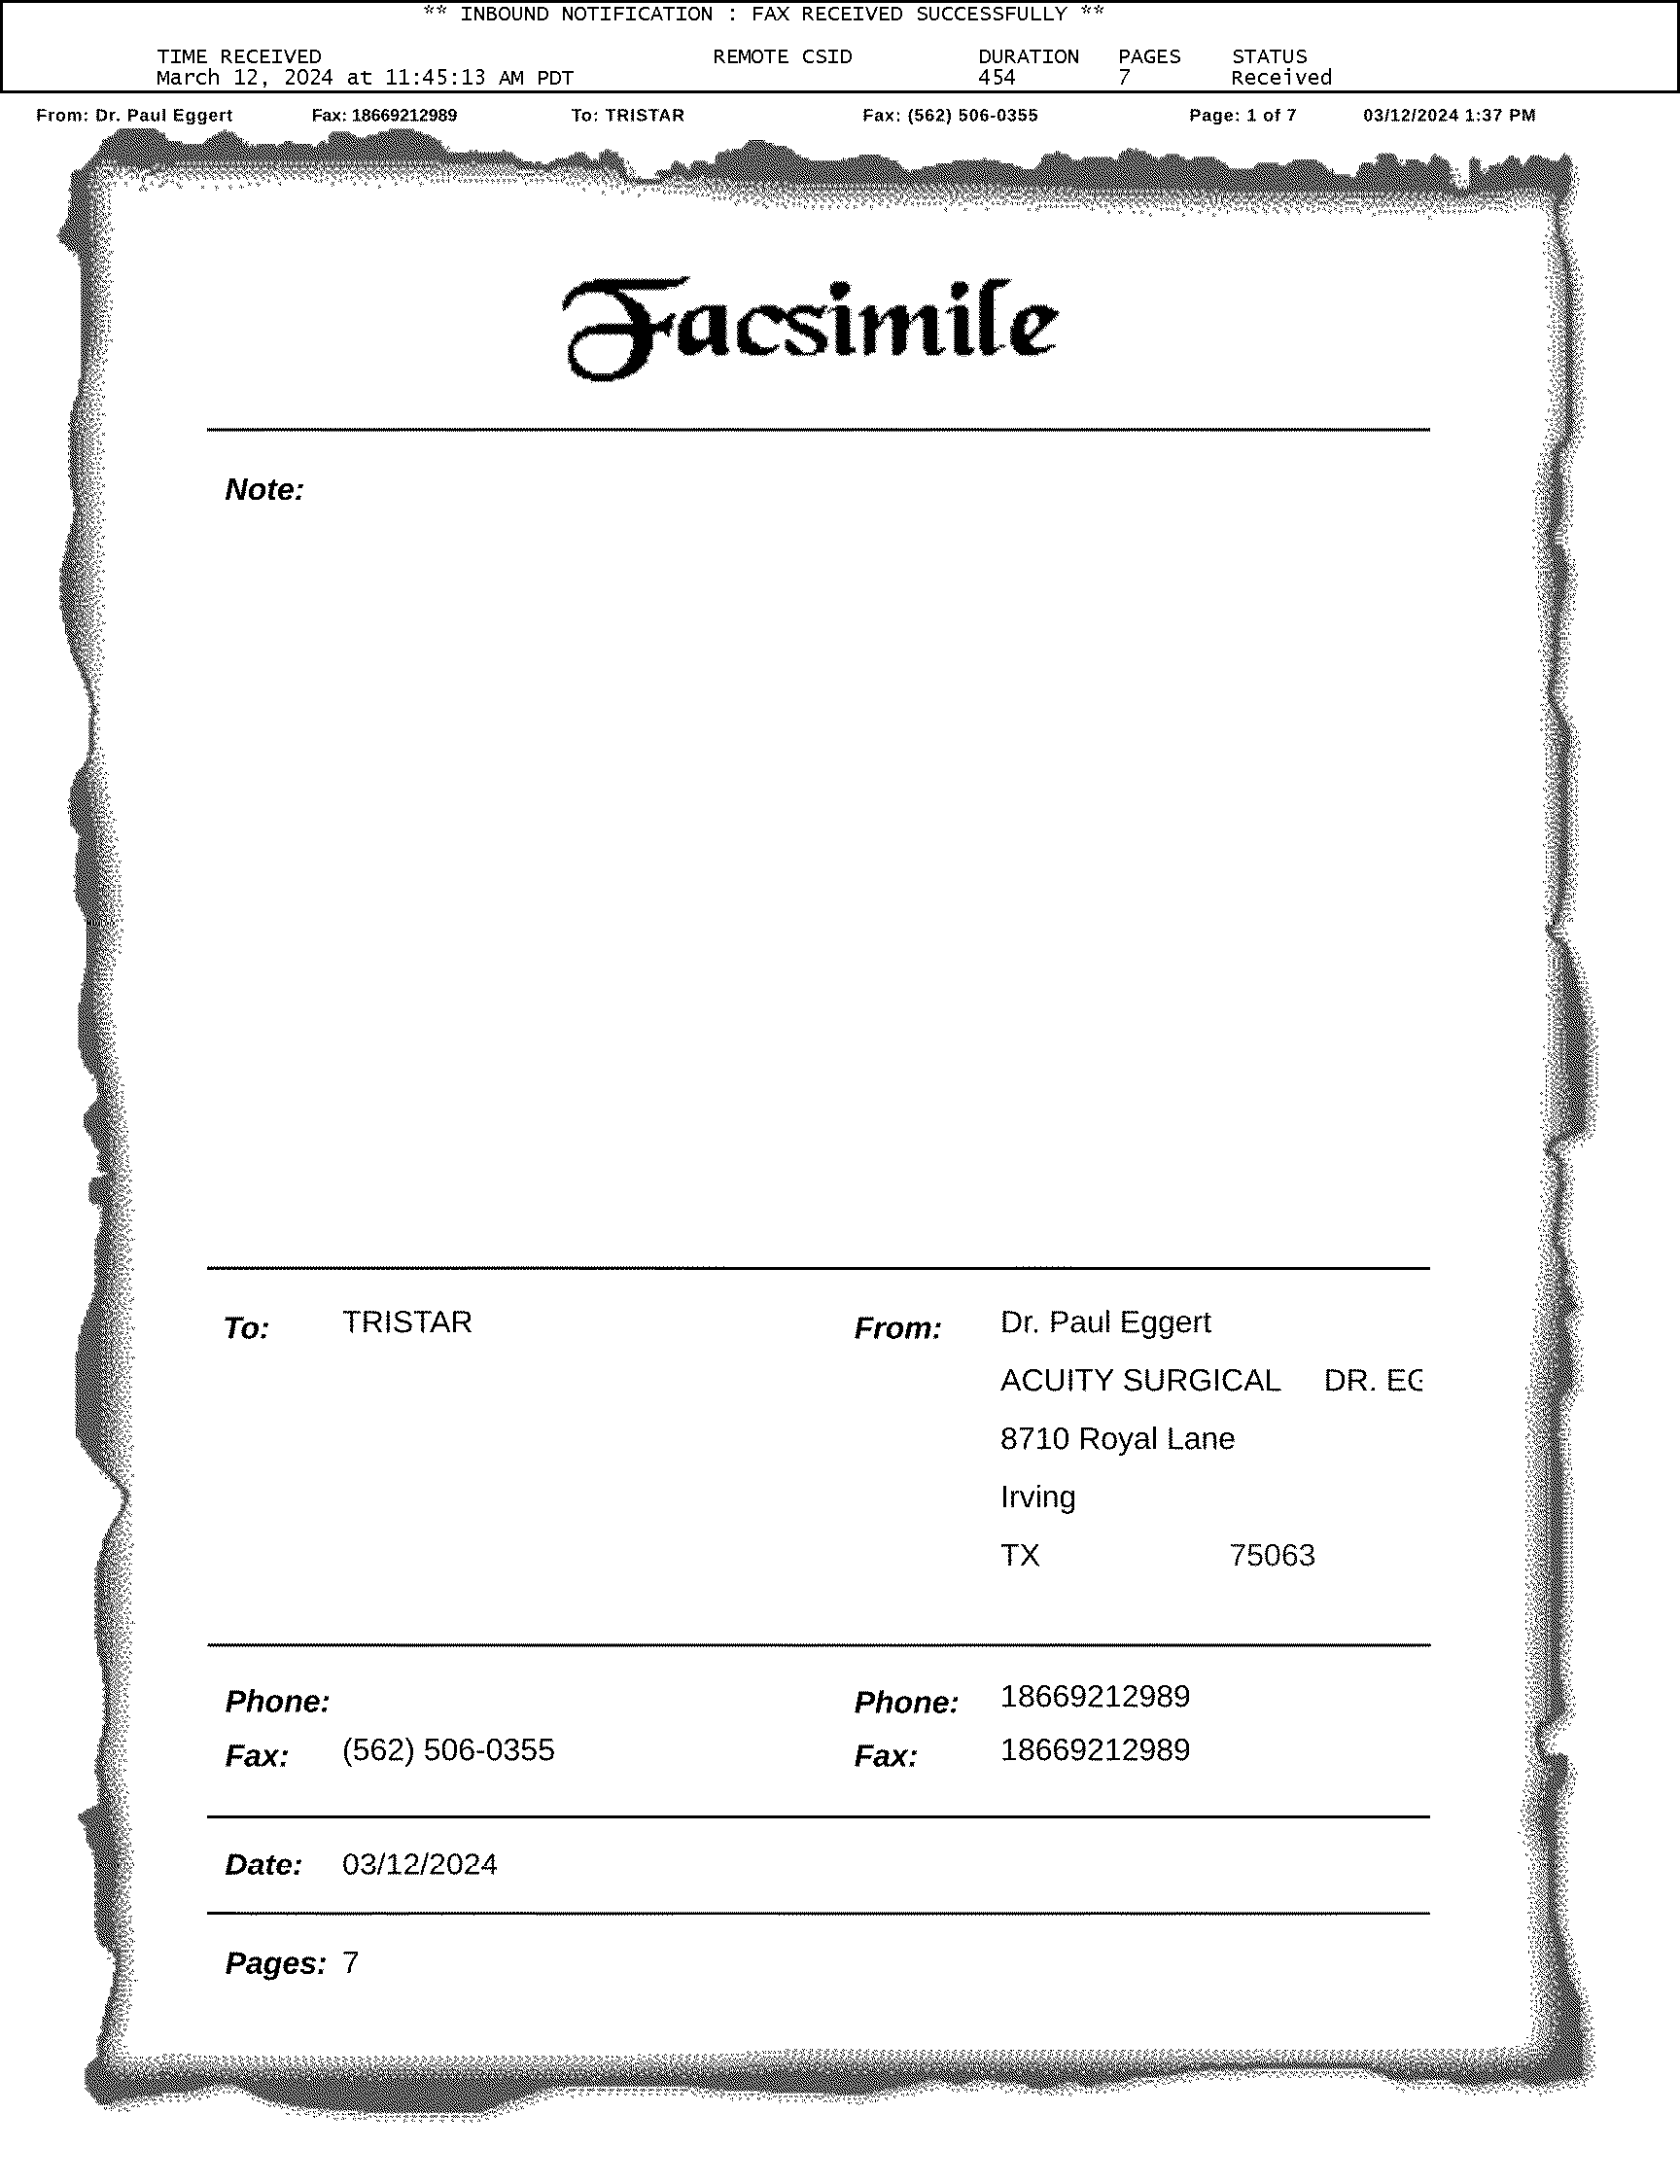 ** INBOUND NOTIFICATION : FAX RECEIVED SUCCESSFULLY **
TIME RECEIVED REMOTE CSID DURATION PAGES STATUS
March 12, 2024 at 11:45:13 AM PDT 454 7 Received
From: Dr. Paul Eggert Fax: 18669212989 To: TRISTAR Fax: (562) 506-0355 Page: 1 of 7 03/12/2024 1:37 PM
Facsimile
Note:
To: TRISTAR From: Dr. Paul Eggert
ACUITY SURGICAL DR. EG
8710 Royal Lane
Irving
TX 75063
Phone: Phone: 18669212989
Fax: (562) 506-0355 Fax: 18669212989
Date: 03/12/2024
Pages: 7